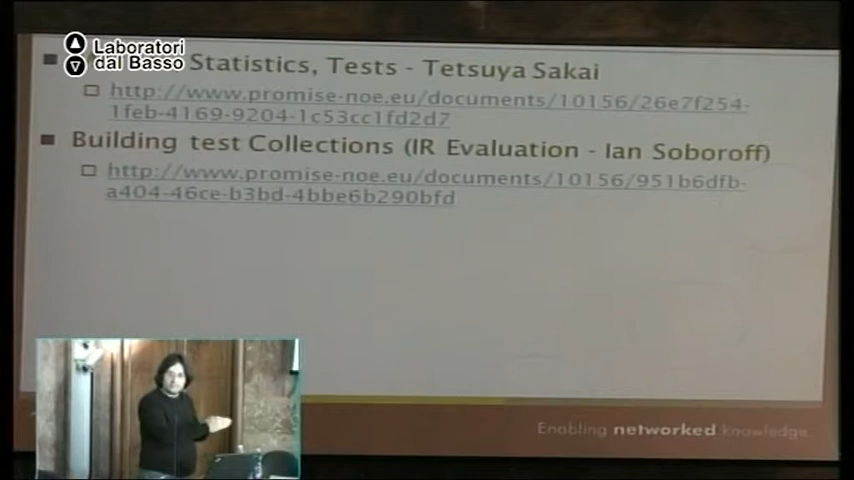 Laboratori
dal Basso
Statistics, Tests - Tetsuya Sakai
http://www.promise-noe.eu/documents/10156/26e7f254-
1feb-4169-9204-1c53cc1fd2d7
Building test Collections (IR Evaluation - Ian Soboroff)
http://www.promise-noe.eu/documents/10156/951b6dfb-
a404-46ce-b3bd-4bbe6b290bfd
Enabling networked knowledge.